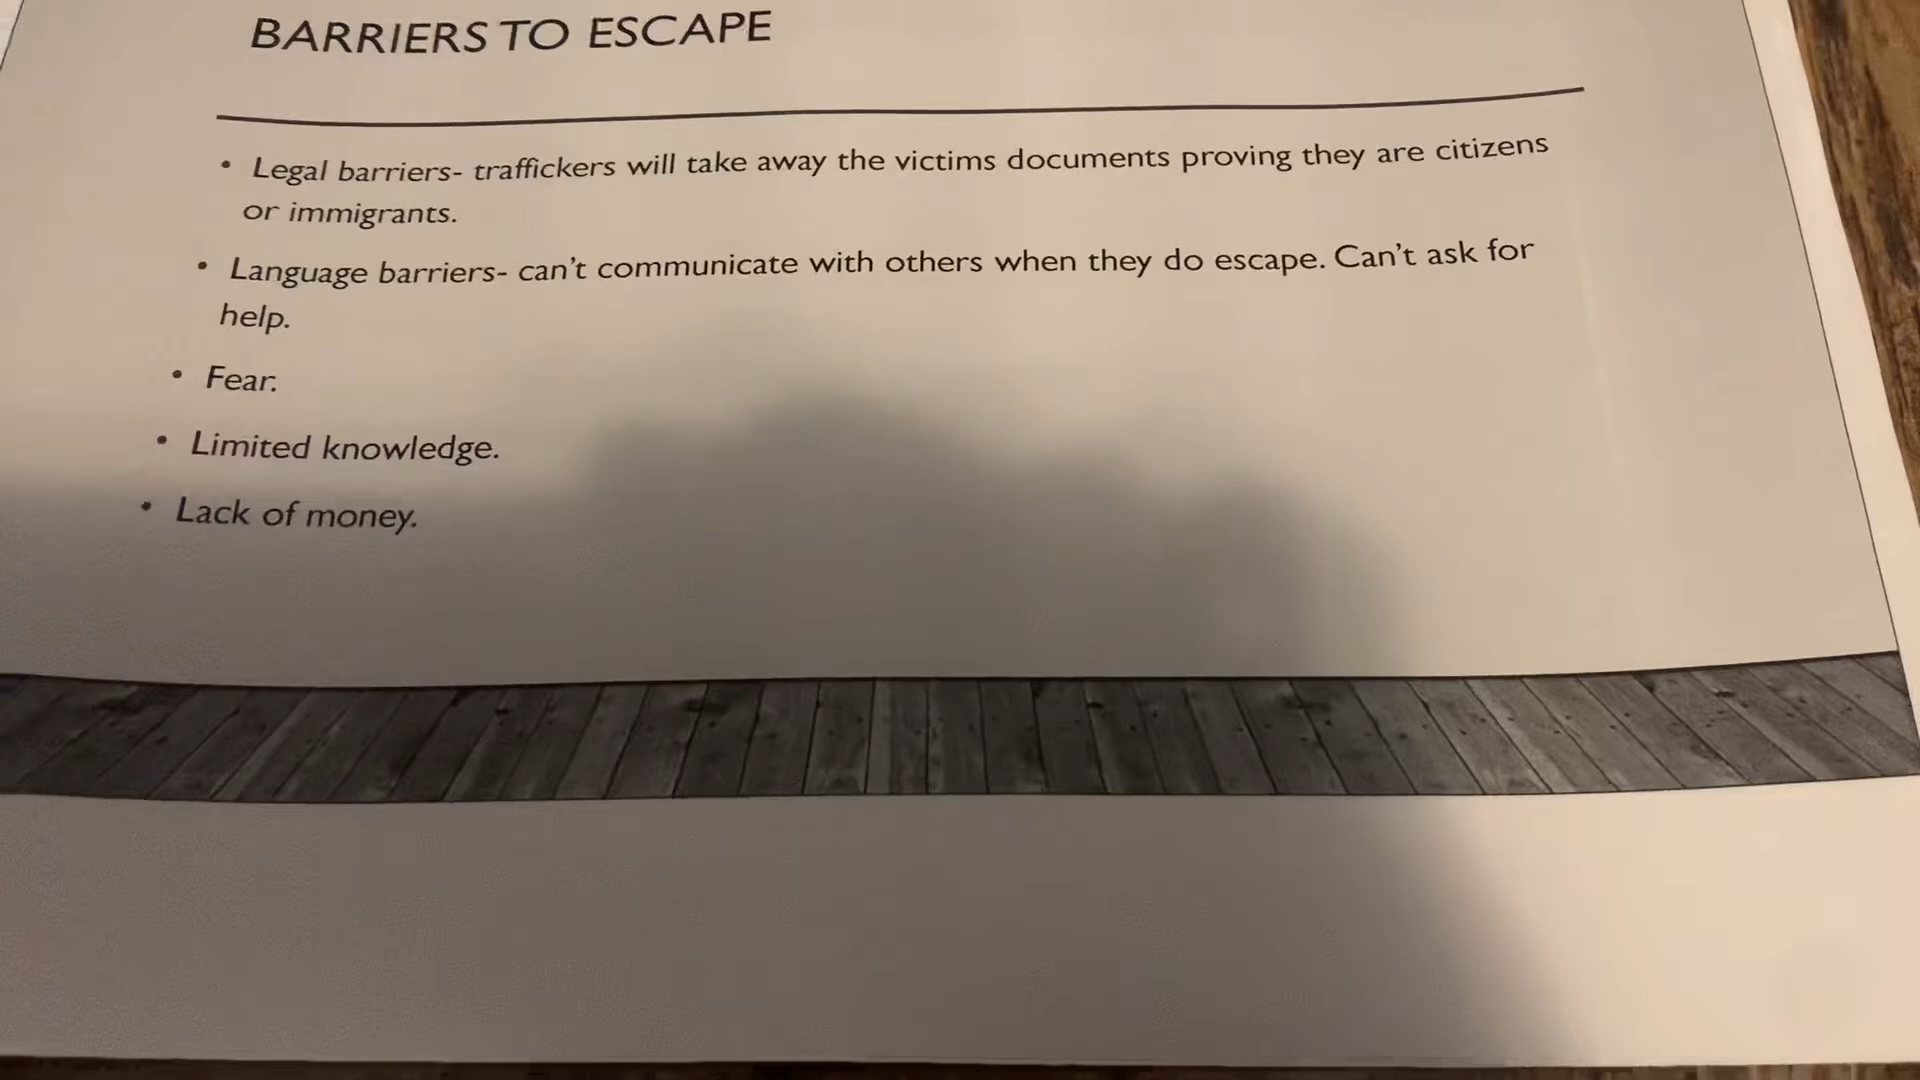 BARRIERS TO ESCAPE
• Legal barriers- traffickers will take away the victims documents proving they are citizens
or immigrants.
• Language barriers- can't communicate with others when they do escape. Can't ask for
help.
• Fear.
• Limited knowledge.
• Lack of money.